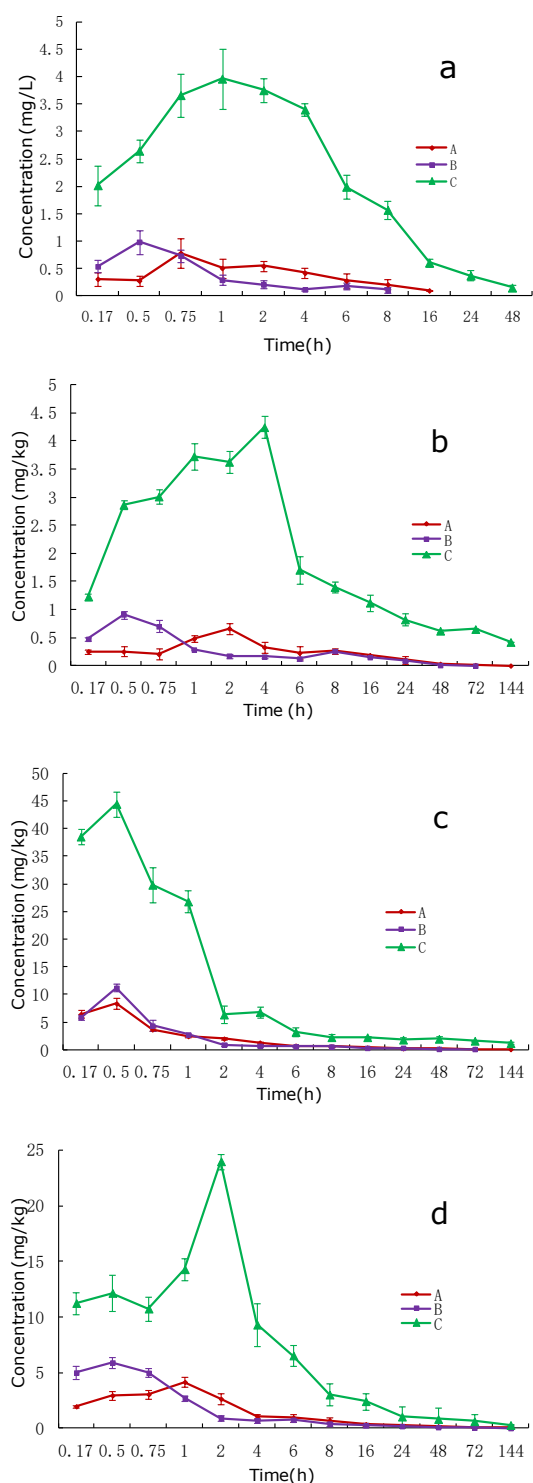 a
Concentration (mg/L)
5
4.5
4
3.5
3
2.5
2
1.5
1
0.5
0
A
B
C
0.17 0.5 0.75 1 2 4 6 8 16 24 48
Time(h)
b
Concentration (mg/kg)
5
4.5
4
3.5
3
2.5
2
1.5
1
0.5
0
A
B
C
0.17 0.5 0.75 1 2 4 6 8 16 24 48 72 144
Time (h)
c
Concentration (mg/kg)
50
45
40
35
30
25
20
15
10
5
0
A
B
C
0.17 0.5 0.75 1 2 4 6 8 16 24 48 72 144
Time(h)
d
Concentration (mg/kg)
25
20
15
10
5
0
A
B
C
0.17 0.5 0.75 1 2 4 6 8 16 24 48 72 144
Time(h)